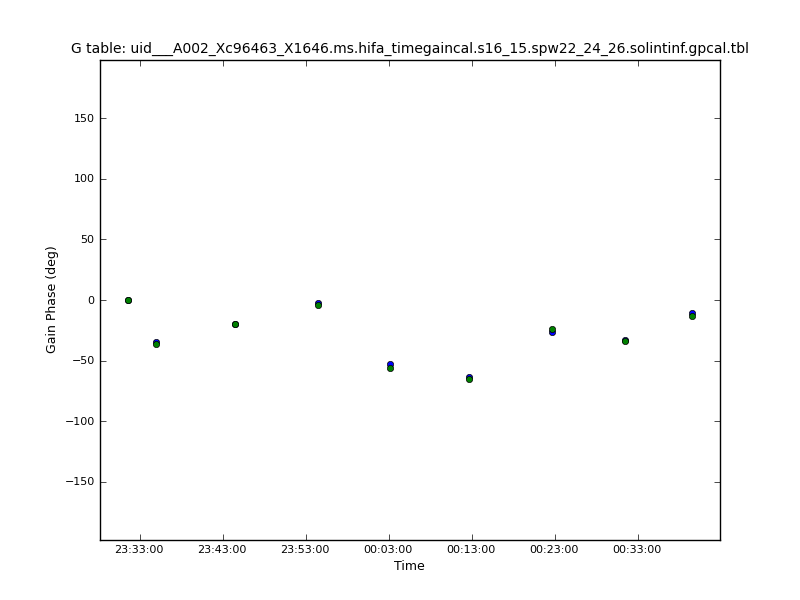 G table: uid___A002_Xc96463_X1646.ms.hifa_timegaincal.s16_15.spw22_24_26.solintinf.gpcal.tbl
150
100
50
0
−50
−100
−150
Gain Phase (deg)
23:33:00 23:43:00 23:53:00 00:03:00 00:13:00 00:23:00 00:33:00
Time